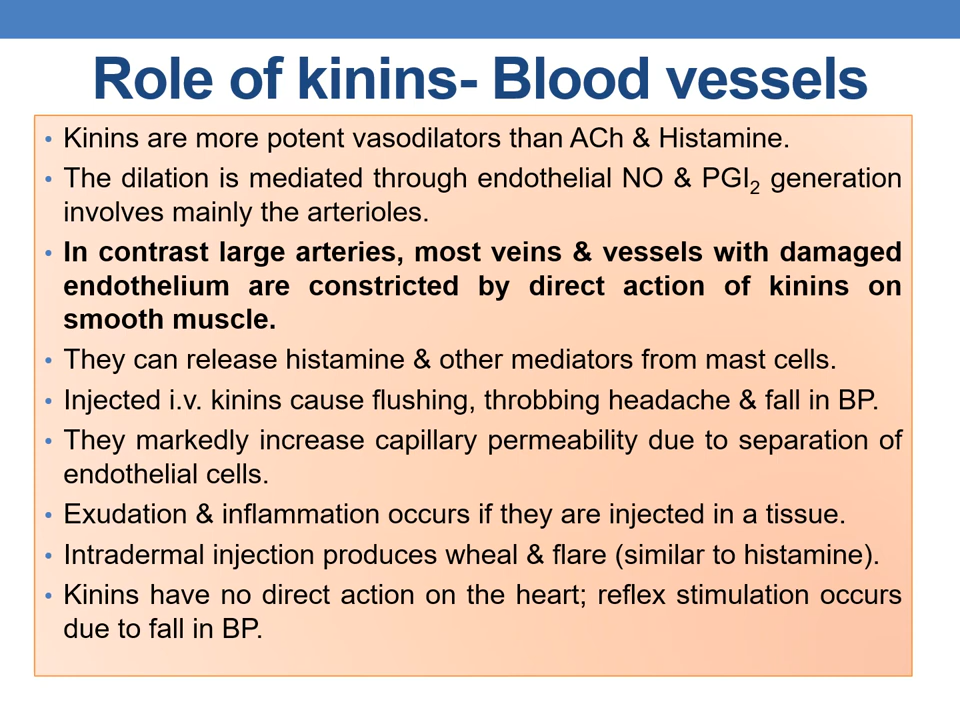 Role of kinins- Blood vessels
• Kinins are more potent vasodilators than ACh & Histamine.
• The dilation is mediated through endothelial NO & PGI₂ generation
involves mainly the arterioles.
• In contrast large arteries, most veins & vessels with damaged
endothelium are constricted by direct action of kinins on
smooth muscle.
• They can release histamine & other mediators from mast cells.
• Injected i.v. kinins cause flushing, throbbing headache & fall in BP.
• They markedly increase capillary permeability due to separation of
endothelial cells.
• Exudation & inflammation occurs if they are injected in a tissue.
• Intradermal injection produces wheal & flare (similar to histamine).
• Kinins have no direct action on the heart; reflex stimulation occurs
due to fall in BP.